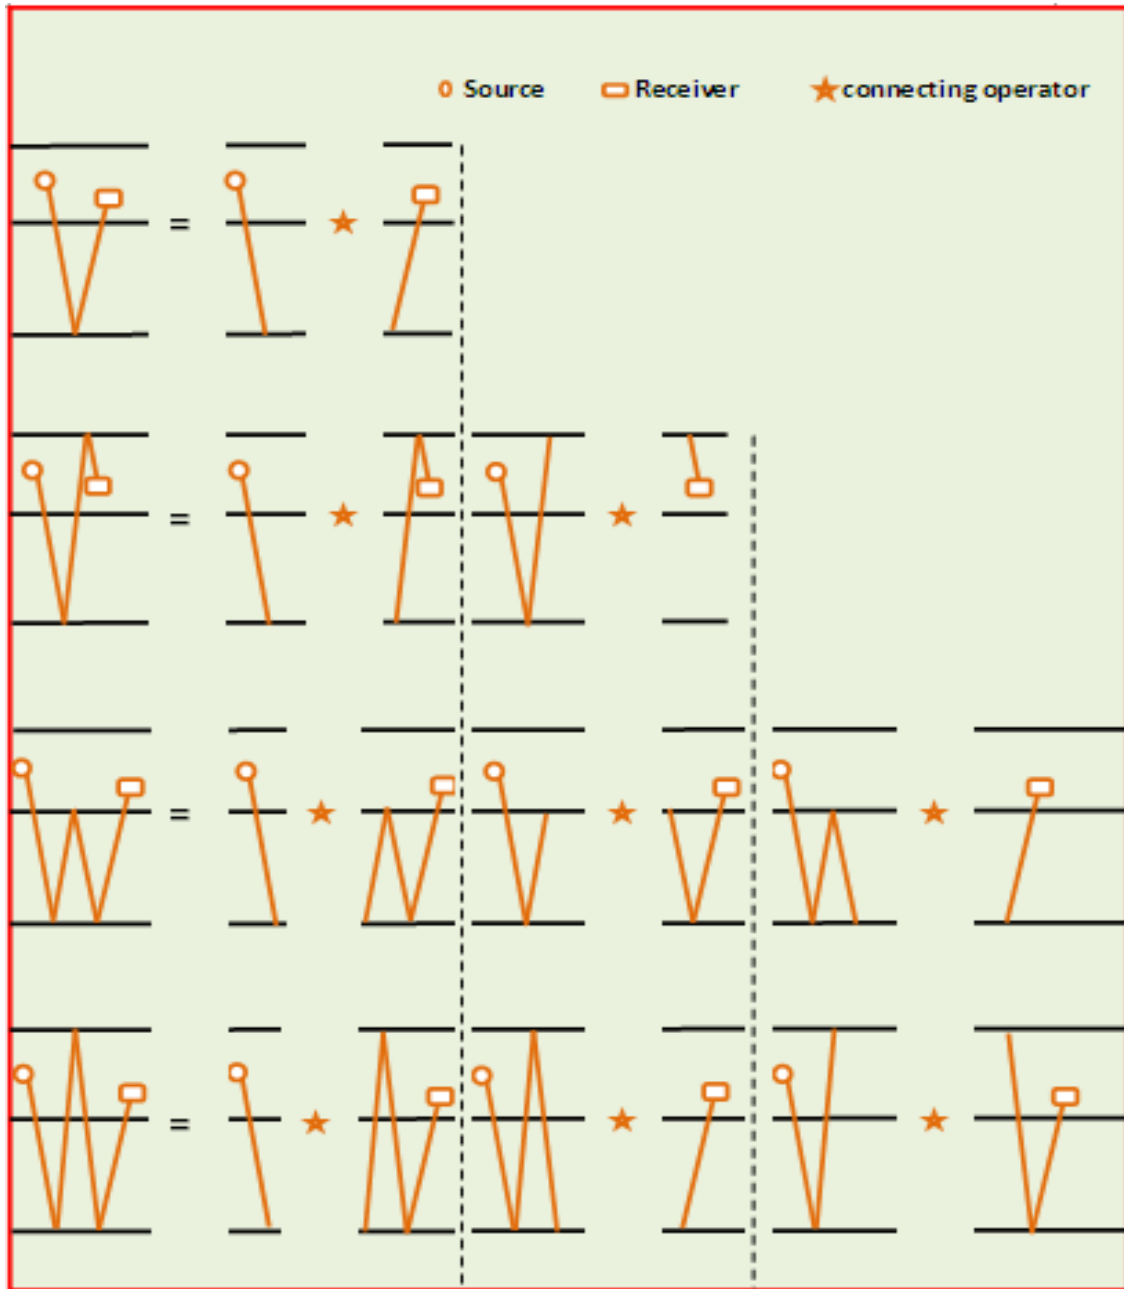 Source Receiver connecting operator
=
=
=
=